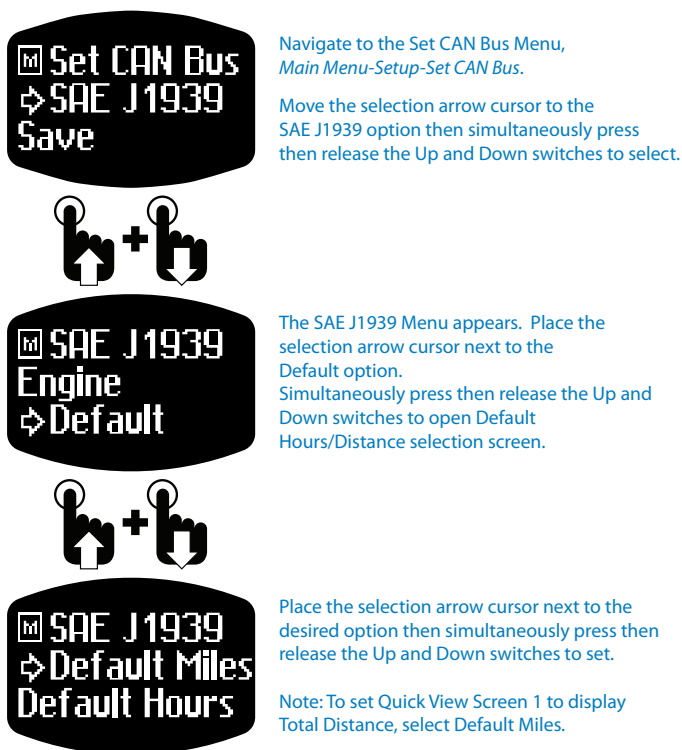 M Set CAN Bus
SAE J1939
Save
Navigate to the Set CAN Bus Menu,
Main Menu-Setup-Set CAN Bus.
Move the selection arrow cursor to the
SAE J1939 option then simultaneously press
then release the Up and Down switches to select.
+
M SAE J1939
Engine
Default
The SAE J1939 Menu appears.  Place the
selection arrow cursor next to the
Default option.
Simultaneously press then release the Up and
Down switches to open Default
Hours/Distance selection screen.
+
M SAE J1939
Default Miles
Default Hours
Place the selection arrow cursor next to the
desired option then simultaneously press then
release the Up and Down switches to set.
Note: To set Quick View Screen 1 to display
Total Distance, select Default Miles.